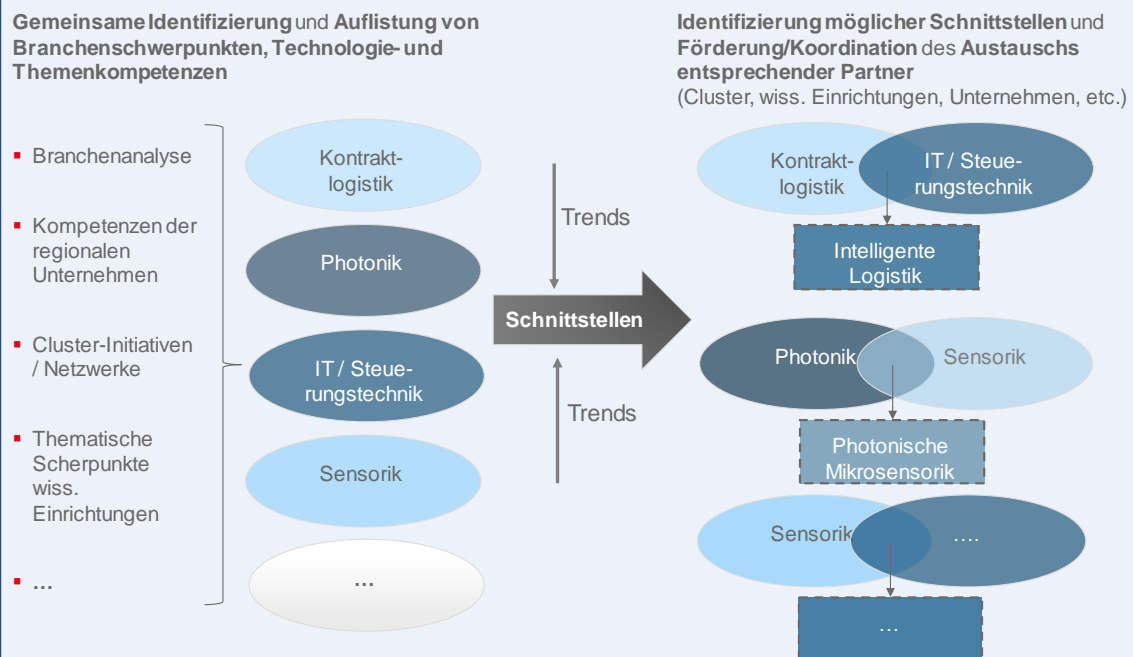 Gemeinsame Identifizierung und Auflistung von
Branchenschwerpunkten, Technologie- und
Themenkompetenzen
Branchenanalyse
Kompetenzen der
regionalen
Unternehmen
Cluster-Initiativen
/ Netzwerke
Thematische
Scherpunkte
wiss.
Einrichtungen
...
Kontrakt-
logistik
Photonik
IT / Steue-
rungstechnik
Sensorik
...
Trends
Schnittstellen
Trends
Identifizierung möglicher Schnittstellen und
Förderung/Koordination des Austauschs
entsprechender Partner
(Cluster, wiss. Einrichtungen, Unternehmen, etc.)
Kontrakt-
logistik
IT / Steue-
rungstechnik
Intelligente
Logistik
Photonik
Sensorik
Photonische
Mikrosensorik
Sensorik
....
...